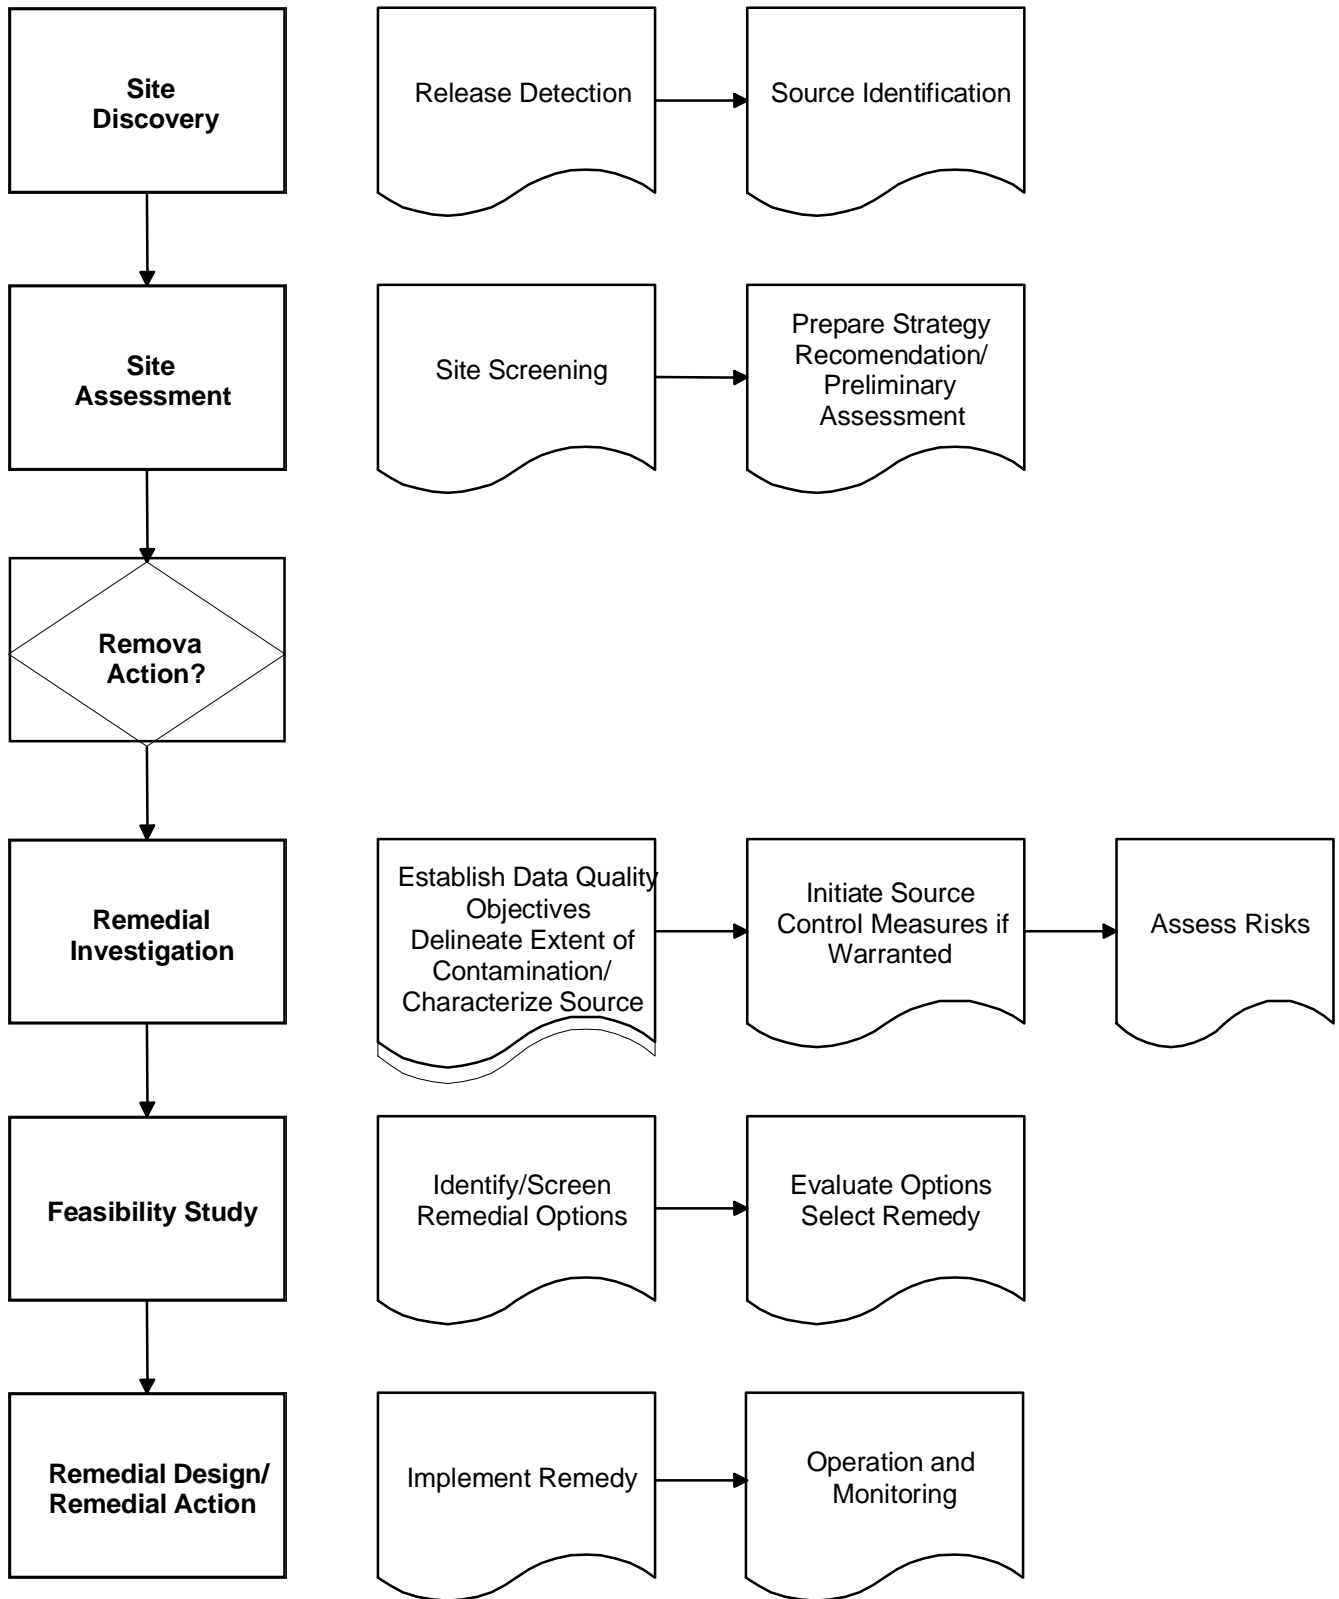 Site
Discovery
Release Detection
Source Identification
Site
Assessment
Site Screening
Prepare Strategy
Recomendation/
Preliminary
Assessment
Remova
Action?
Remedial
Investigation
Establish Data Quality
Objectives
Delineate Extent of
Contamination/
Characterize Source
Initiate Source
Control Measures if
Warranted
Assess Risks
Feasibility Study
Identify/Screen
Remedial Options
Evaluate Options
Select Remedy
Remedial Design/
Remedial Action
Implement Remedy
Operation and
Monitoring